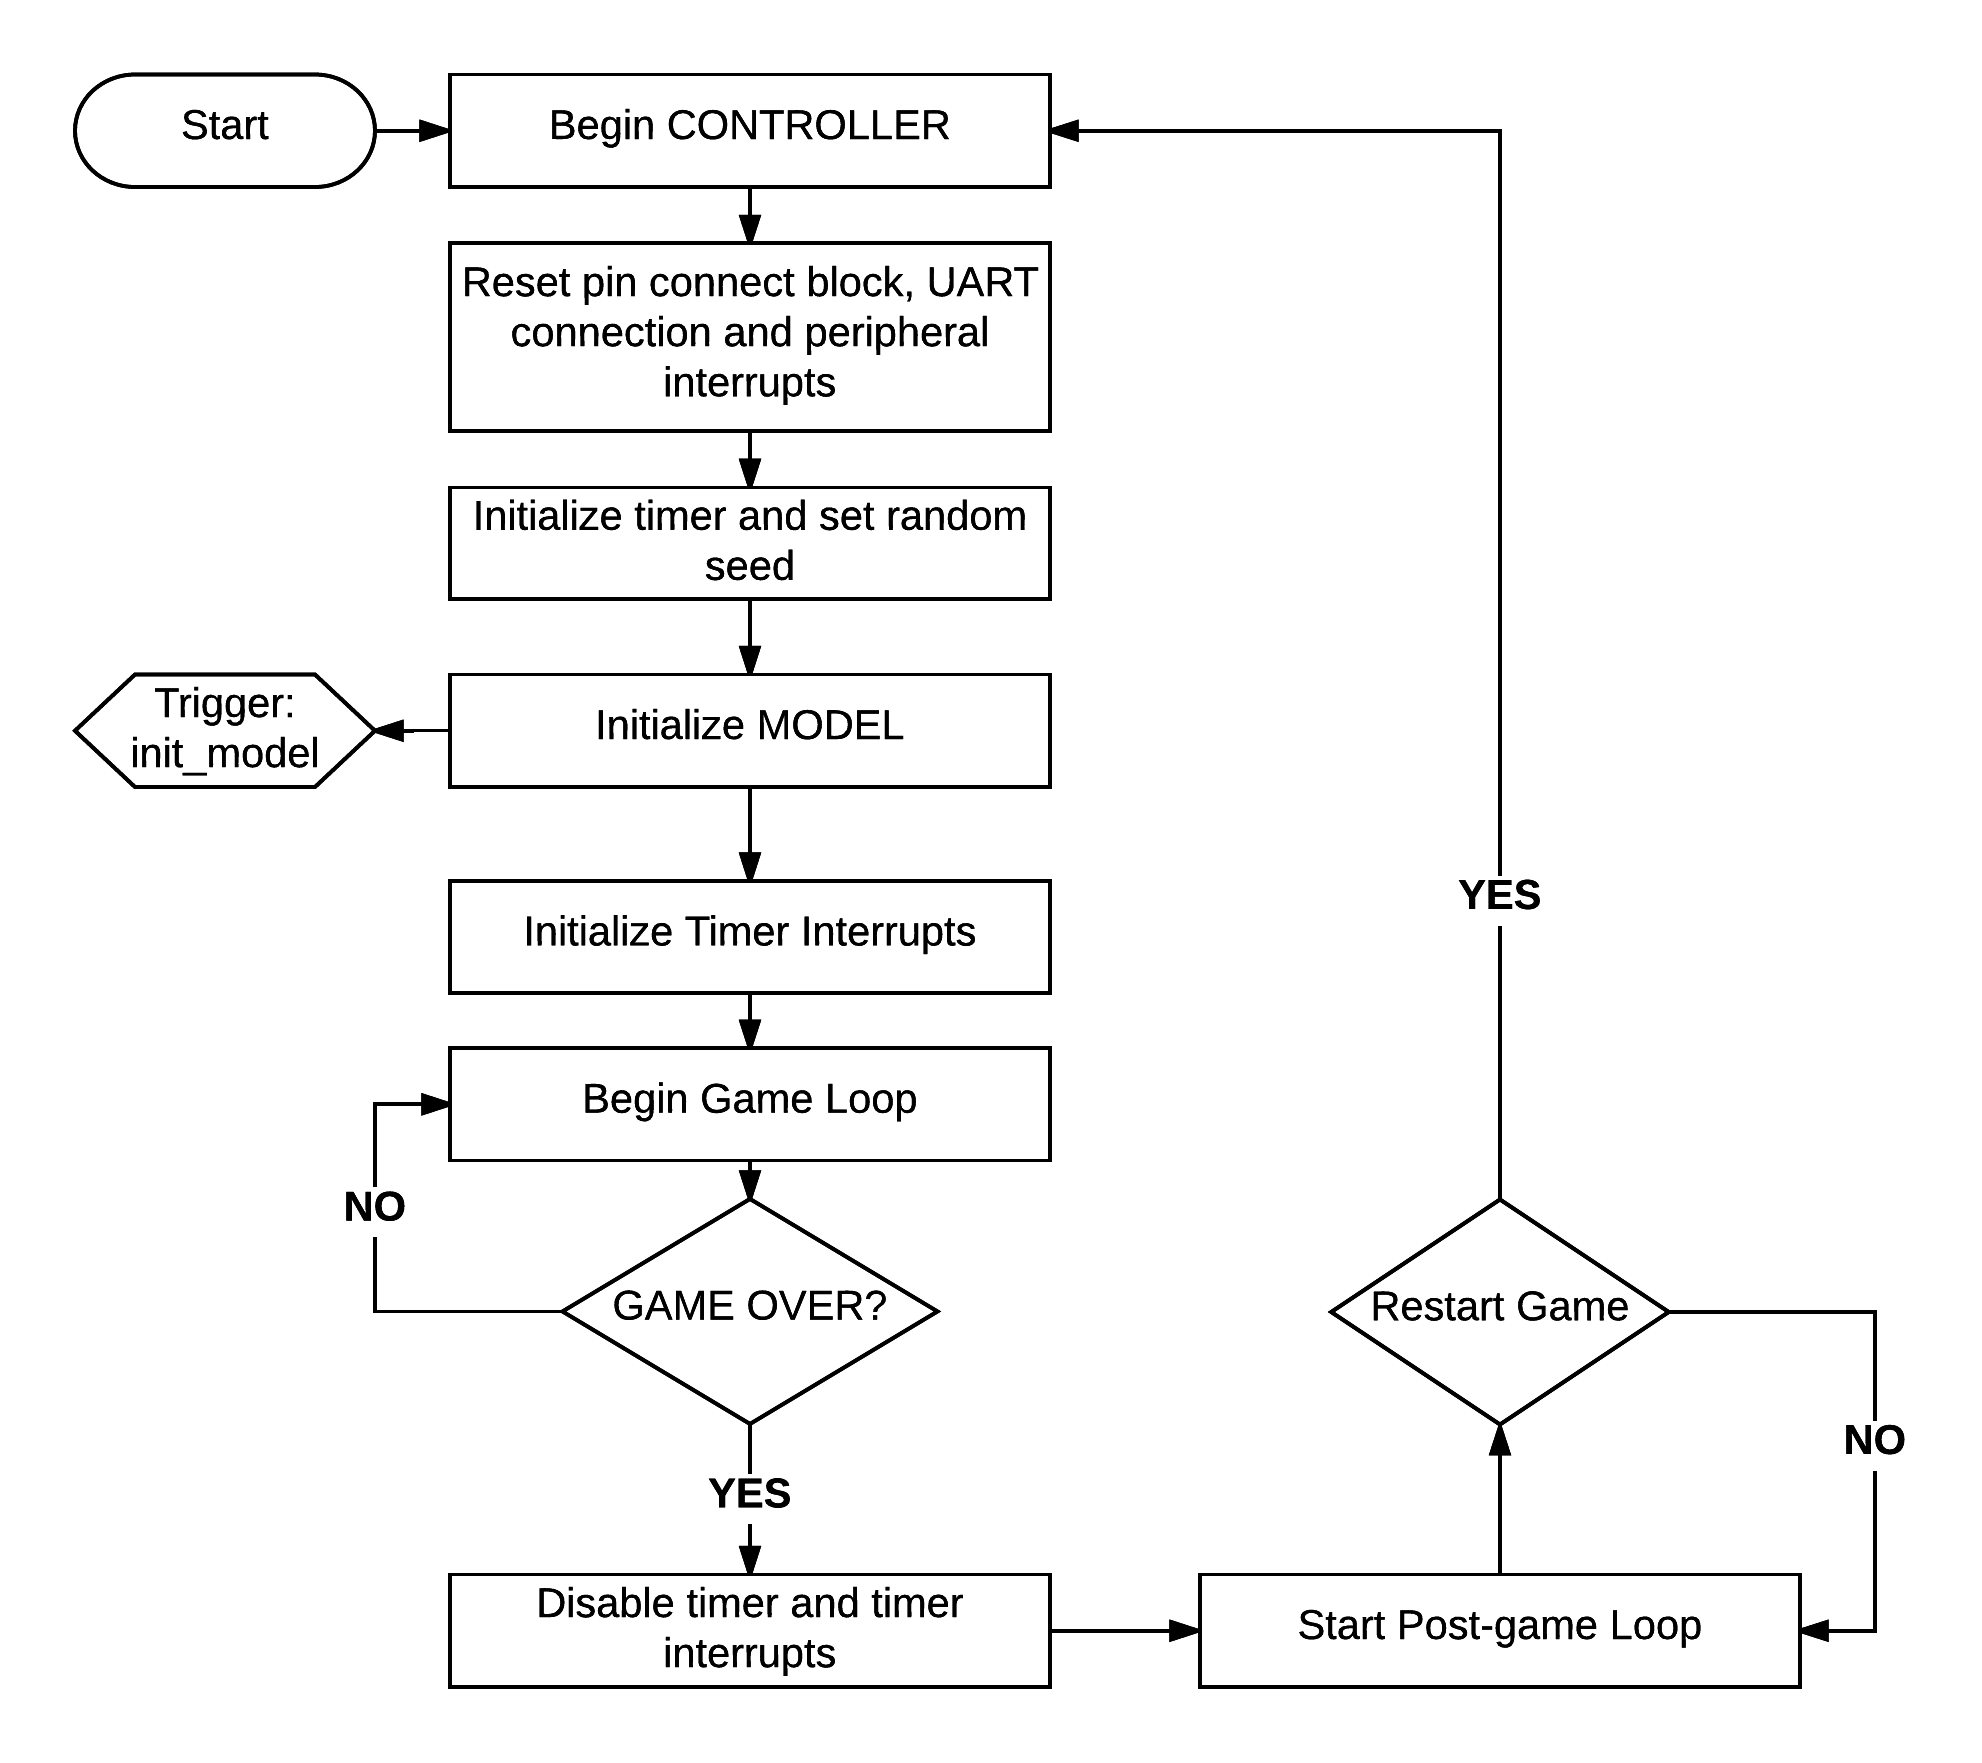 Start
Begin CONTROLLER
Reset pin connect block, UART
connection and peripheral
interrupts
Initialize timer and set random
seed
Trigger:
init_model
Initialize MODEL
Initialize Timer Interrupts
YES
Begin Game Loop
NO
GAME OVER?
Restart Game
NO
YES
Disable timer and timer
interrupts
Start Post-game Loop